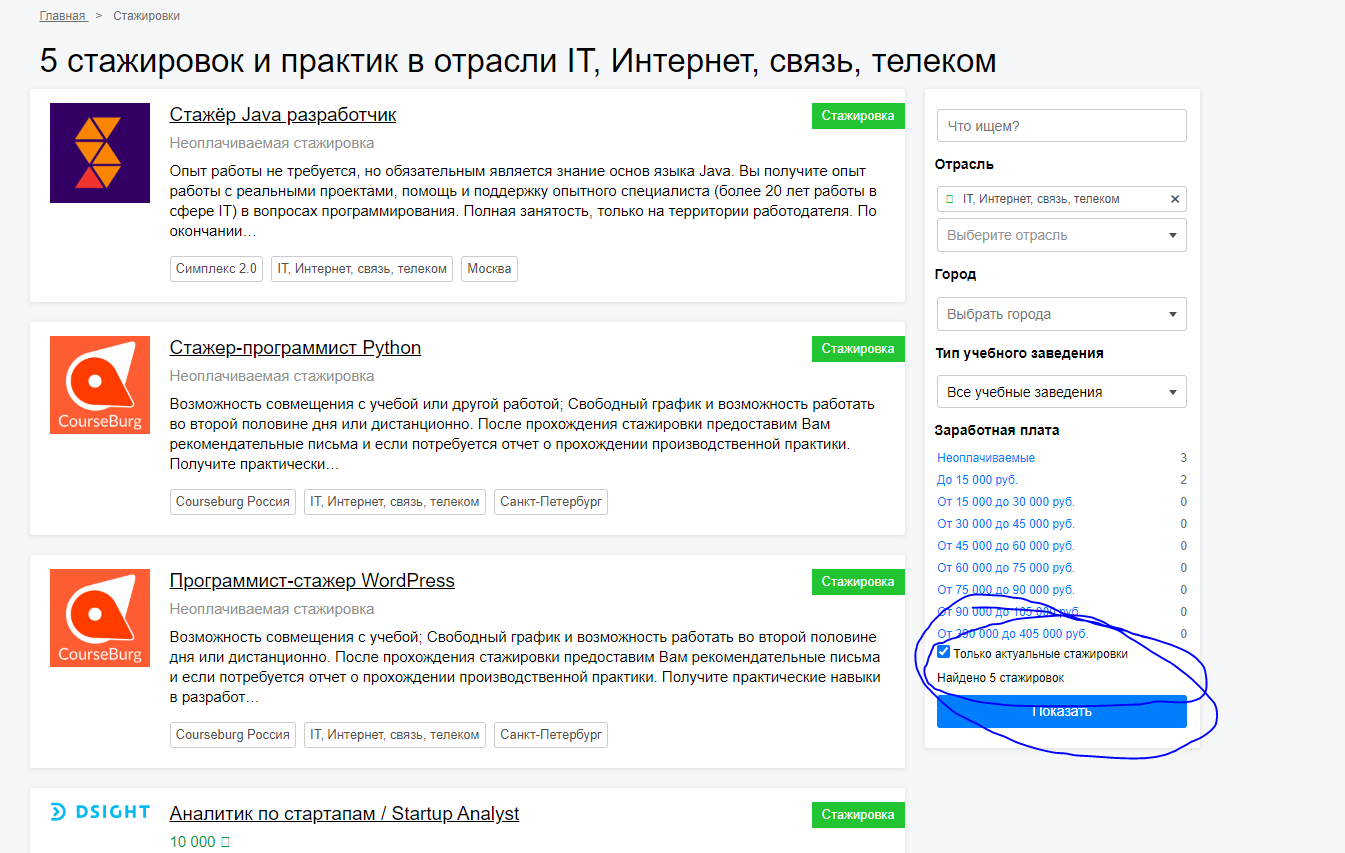 Главная > Стажировки
5 стажировок и практик в отрасли IT, Интернет, связь, телеком
Стажёр Java разработчик
Стажировка
Неоплачиваемая стажировка
Опыт работы не требуется, но обязательным является знание основ языка Java. Вы получите опыт
работы с реальными проектами, помощь и поддержку опытного специалиста (более 20 лет работы в
сфере IT) в вопросах программирования. Полная занятость, только на территории работодателя. По
окончании…
Симплекс 2.0 IT, Интернет, связь, телеком Москва
CourseBurg
Стажер-программист Python
Стажировка
Неоплачиваемая стажировка
Возможность совмещения с учебой или другой работой; Свободный график и возможность работать
во второй половине дня или дистанционно. После прохождения стажировки предоставим Вам
рекомендательные письма и если потребуется отчет о прохождении производственной практики.
Получите практически…
Courseburg Россия IT, Интернет, связь, телеком Санкт-Петербург
CourseBurg
Программист-стажер WordPress
Стажировка
Неоплачиваемая стажировка
Возможность совмещения с учебой; Свободный график и возможность работать во второй половине
дня или дистанционно. После прохождения стажировки предоставим Вам рекомендательные письма
и если потребуется отчет о прохождении производственной практики. Получите практические навыки
в разработ…
Courseburg Россия IT, Интернет, связь, телеком Санкт-Петербург
DSIGHT
Аналитик по стартапам / Startup Analyst
Стажировка
10 000
Что ищем?
Отрасль
IT, Интернет, связь, телеком ×
Выберите отрасль
Город
Выбрать города
Тип учебного заведения
Все учебные заведения
Заработная плата
Неоплачиваемые 3
До 15 000 руб. 2
От 15 000 до 30 000 руб. 0
От 30 000 до 45 000 руб. 0
От 45 000 до 60 000 руб. 0
От 60 000 до 75 000 руб. 0
От 75 000 до 90 000 руб. 0
От 90 000 до 105 000 руб. 0
От 390 000 до 405 000 руб. 0
Только актуальные стажировки
Найдено 5 стажировок
Показать